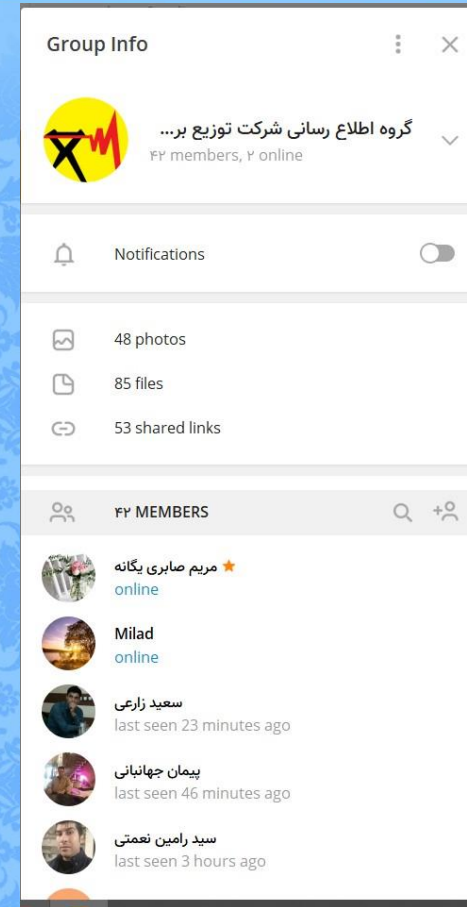 Group Info
گروه اطلاع رسانی شرکت توزیع بر...
۴۲ members, ۲ online
Notifications
48 photos
85 files
53 shared links
۴۲ MEMBERS
مریم صابری یگانه
online
Milad
online
سعید زارعی
last seen 23 minutes ago
پیمان جهانبانی
last seen 46 minutes ago
سید رامین نعمتی
last seen 3 hours ago